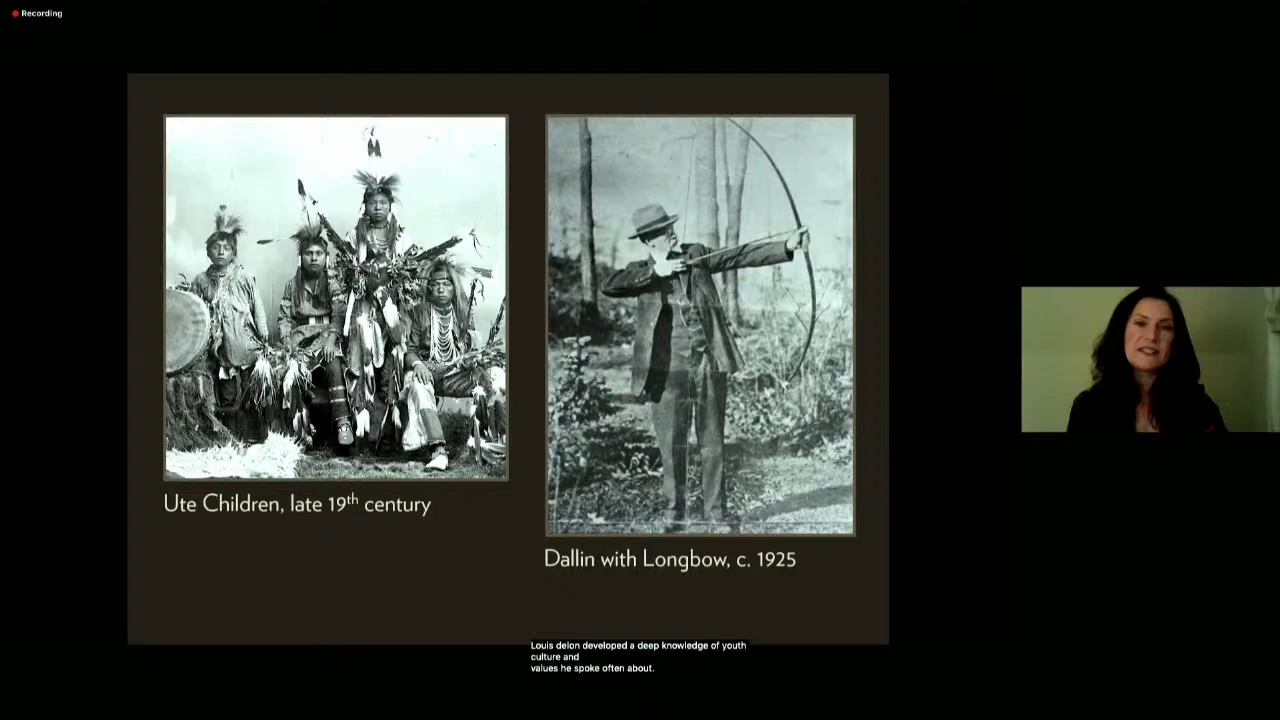 Recording
Ute Children, late 19th century
Dallin with Longbow, c. 1925
Louis delon developed a deep knowledge of youth
culture and
values he spoke often about.